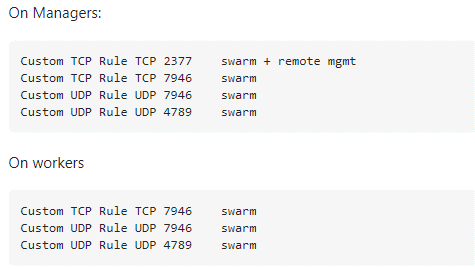 On Managers:
Custom TCP Rule TCP 2377    swarm + remote mgmt
Custom TCP Rule TCP 7946    swarm
Custom UDP Rule UDP 7946    swarm
Custom UDP Rule UDP 4789    swarm
On workers
Custom TCP Rule TCP 7946    swarm
Custom UDP Rule UDP 7946    swarm
Custom UDP Rule UDP 4789    swarm